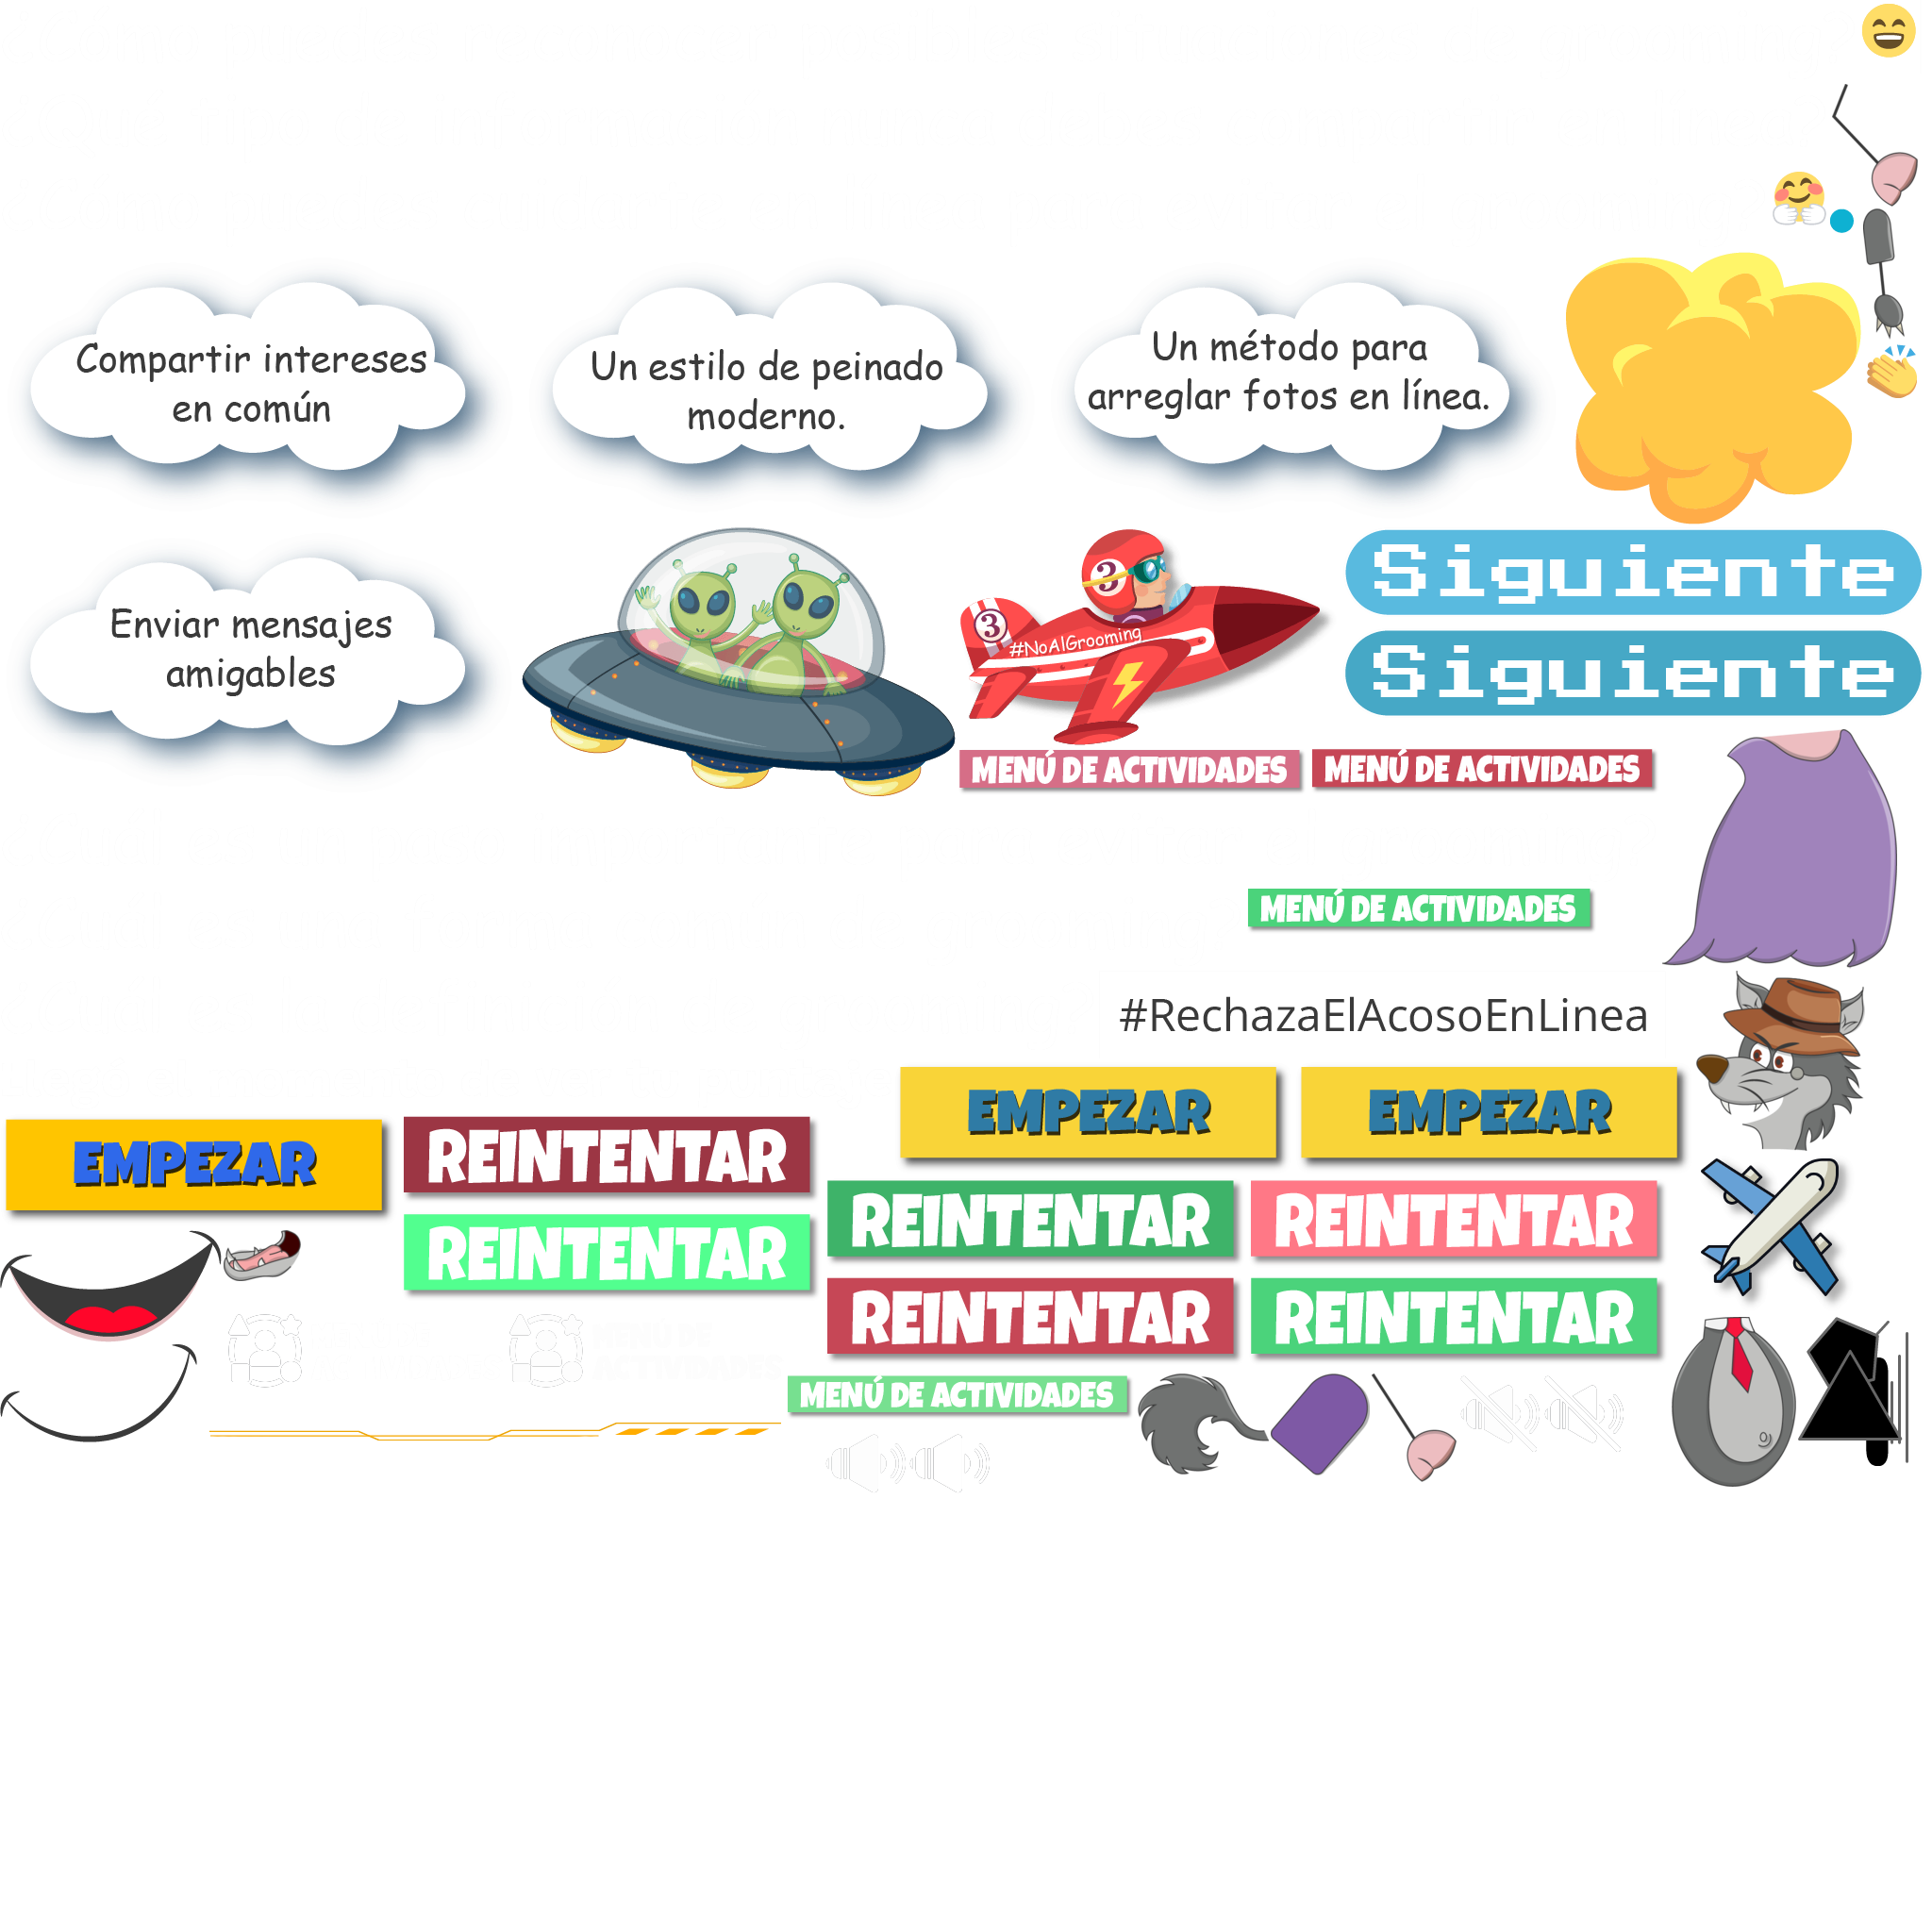 Compartir intereses
en común
Un estilo de peinado
moderno.
Un método para
arreglar fotos en línea.
Siguiente
Enviar mensajes
amigables
3
3
#NoAlGrooming
Siguiente
MENÚ DE ACTIVIDADES
MENÚ DE ACTIVIDADES
MENÚ DE ACTIVIDADES
#RechazaElAcosoEnLinea
EMPEZAR
EMPEZAR
EMPEZAR
REINTENTAR
REINTENTAR
REINTENTAR
REINTENTAR
REINTENTAR
REINTENTAR
MENÚ DE ACTIVIDADES